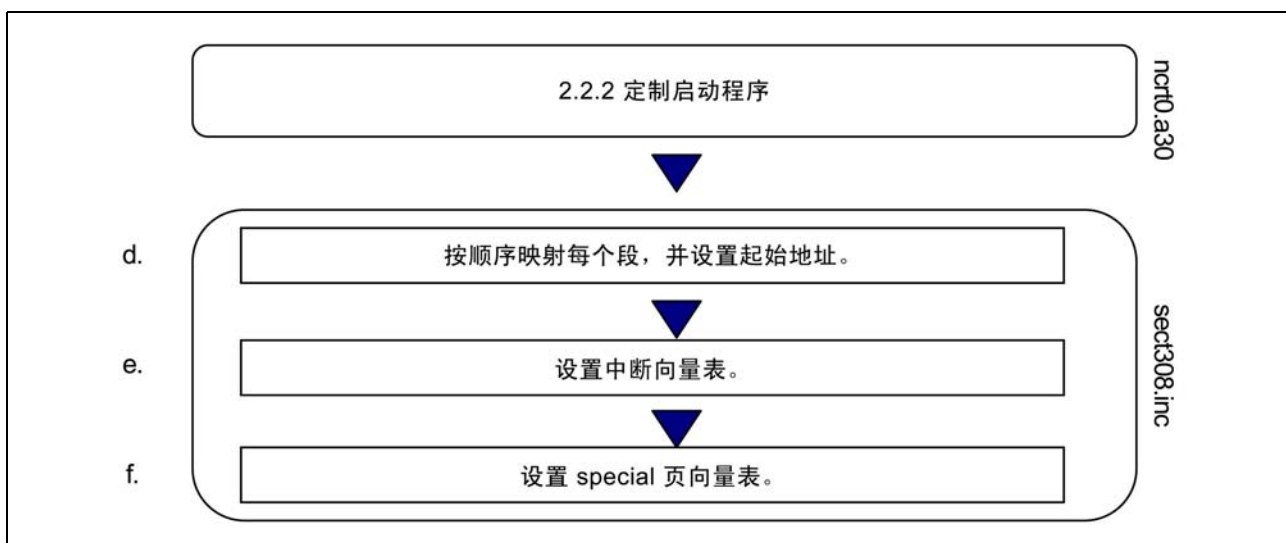 2.2.2 定制启动程序
ncrt0.a30
d.
按顺序映射每个段，并设置起始地址。
e.
设置中断向量表。
f.
设置 special 页向量表。
sect308.inc